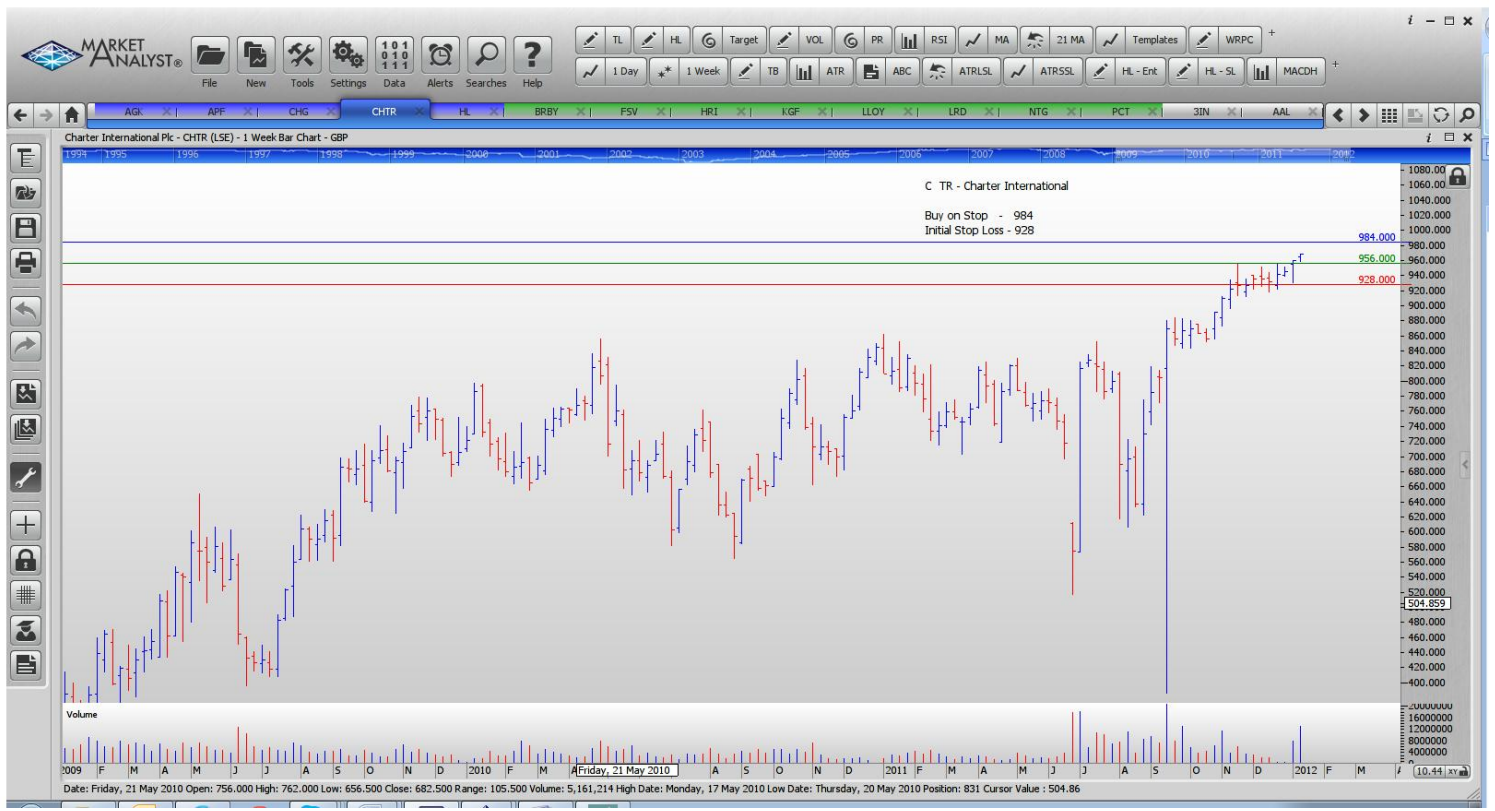 i
MARKET ANALYST®
File New Tools Settings Data Alerts Searches Help
TL HL Target VOL PR RSI MA 21 MA Templates WRPC +
1 Day 1 Week TB ATR ABC ATRLSL ATRSSL HL - Ent HL - SL MACDH +
AGK APF CHG CHTR HL BRBY FSV HRI KGF LLOY LRD NTG PCT 3IN AAL
Charter International Plc - CHTR (LSE) - 1 Week Bar Chart - GBP
1994 1995 1996 1997 1998 1999 2000 2001 2002 2003 2004 2005 2006 2007 2008 2009 2010 2011 2012
C TR - Charter International
Buy on Stop - 984
Initial Stop Loss - 928
984.000
956.000
928.000
1080.00
1060.00
1040.000
1020.000
1000.000
980.000
960.000
940.000
920.000
900.000
880.000
860.000
840.000
820.000
800.000
780.000
760.000
740.000
720.000
700.000
680.000
660.000
640.000
620.000
600.000
580.000
560.000
540.000
520.000
504.859
480.000
460.000
440.000
420.000
400.000
Volume
20000000
16000000
12000000
8000000
4000000
0
2009 F M A M J J A S O N D 2010 F M A Friday, 21 May 2010 A S O N D 2011 F M A M J J A S O N D 2012 F M
10.44 XY
Date: Friday, 21 May 2010 Open: 756.000 High: 762.000 Low: 656.500 Close: 682.500 Range: 105.500 Volume: 5,161,214 High Date: Monday, 17 May 2010 Low Date: Thursday, 20 May 2010 Position: 831 Cursor Value : 504.86